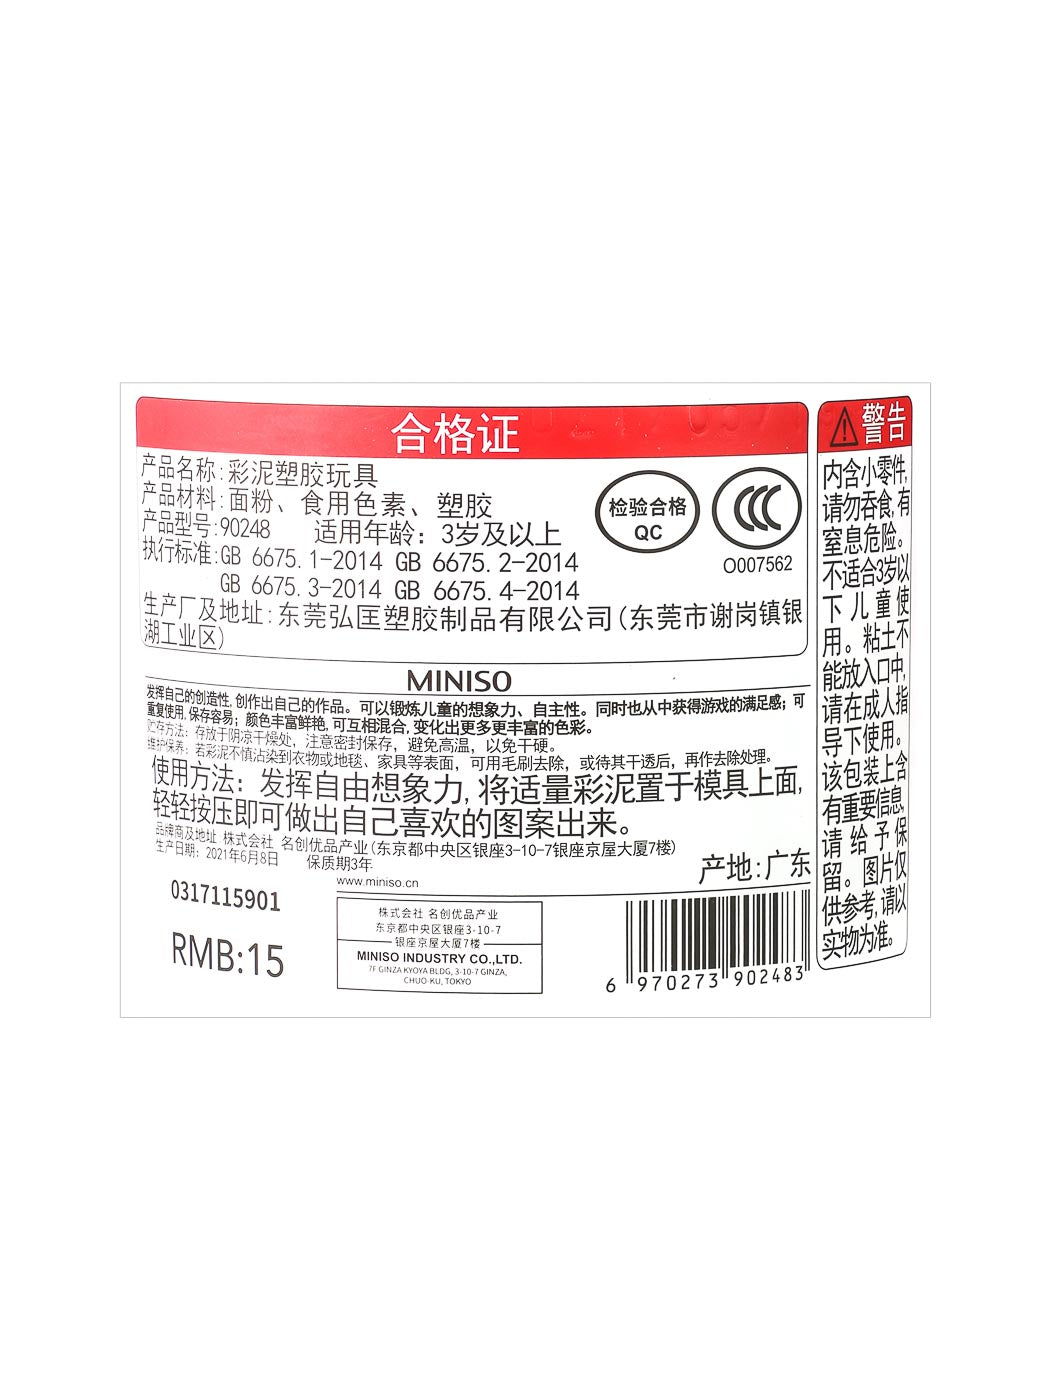 合格证
产品名称:彩泥塑胶玩具
产品材料:面粉、食用色素、塑胶
产品型号:90248 适用年龄：3岁及以上
执行标准:GB 6675.1-2014 GB 6675.2-2014
GB 6675.3-2014 GB 6675.4-2014
生产厂及地址:东莞弘匡塑胶制品有限公司(东莞市谢岗镇银
湖工业区)
检验合格
QC
CCC
O007562
MINISO
发挥自己的创造性,创作出自己的作品。可以锻炼儿童的想象力、自主性。同时也从中获得游戏的满足感；可
重复使用,保存容易；颜色丰富鲜艳,可互相混合,变化出更多更丰富的色彩。
贮存方法：存放于阴凉干燥处，注意密封保存，避免高温，以免干硬。
维护保养：若彩泥不慎沾染到衣物或地毯、家具等表面，可用毛刷去除，或待其干透后，再作去除处理。
使用方法：发挥自由想象力,将适量彩泥置于模具上面,
轻轻按压即可做出自己喜欢的图案出来。
品牌商及地址:株式会社 名创优品产业(东京都中央区银座3-10-7银座京屋大厦7楼)
生产日期：2021年6月8日 保质期3年
产地:广东
www.miniso.cn
0317115901
RMB:15
株式会社 名创优品产业
东京都中央区银座3-10-7
银座京屋大厦7楼
MINISO INDUSTRY CO.,LTD.
7F GINZA KYOYA BLDG, 3-10-7 GINZA,
CHUO-KU, TOKYO
6 970273 902483
警告
内含小零件,
请勿吞食,有
窒息危险。
不适合3岁以
下儿童使
用。粘土不
能放入口中,
请在成人指
导下使用。
该包装上含
有重要信息,
请给予保
留。图片仅
供参考,请以
实物为准。